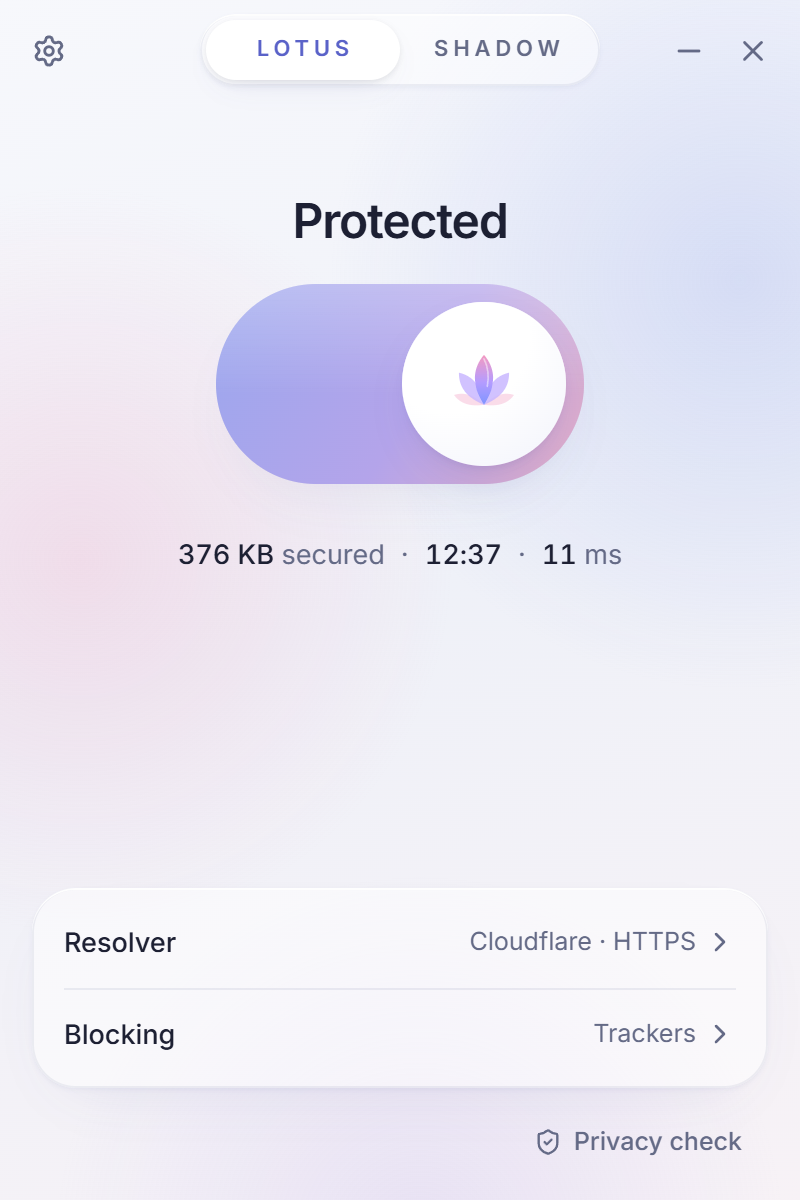 LOTUS SHADOW
Protected
376 KB secured · 12:37 · 11 ms
Resolver Cloudflare · HTTPS
Blocking Trackers
Privacy check